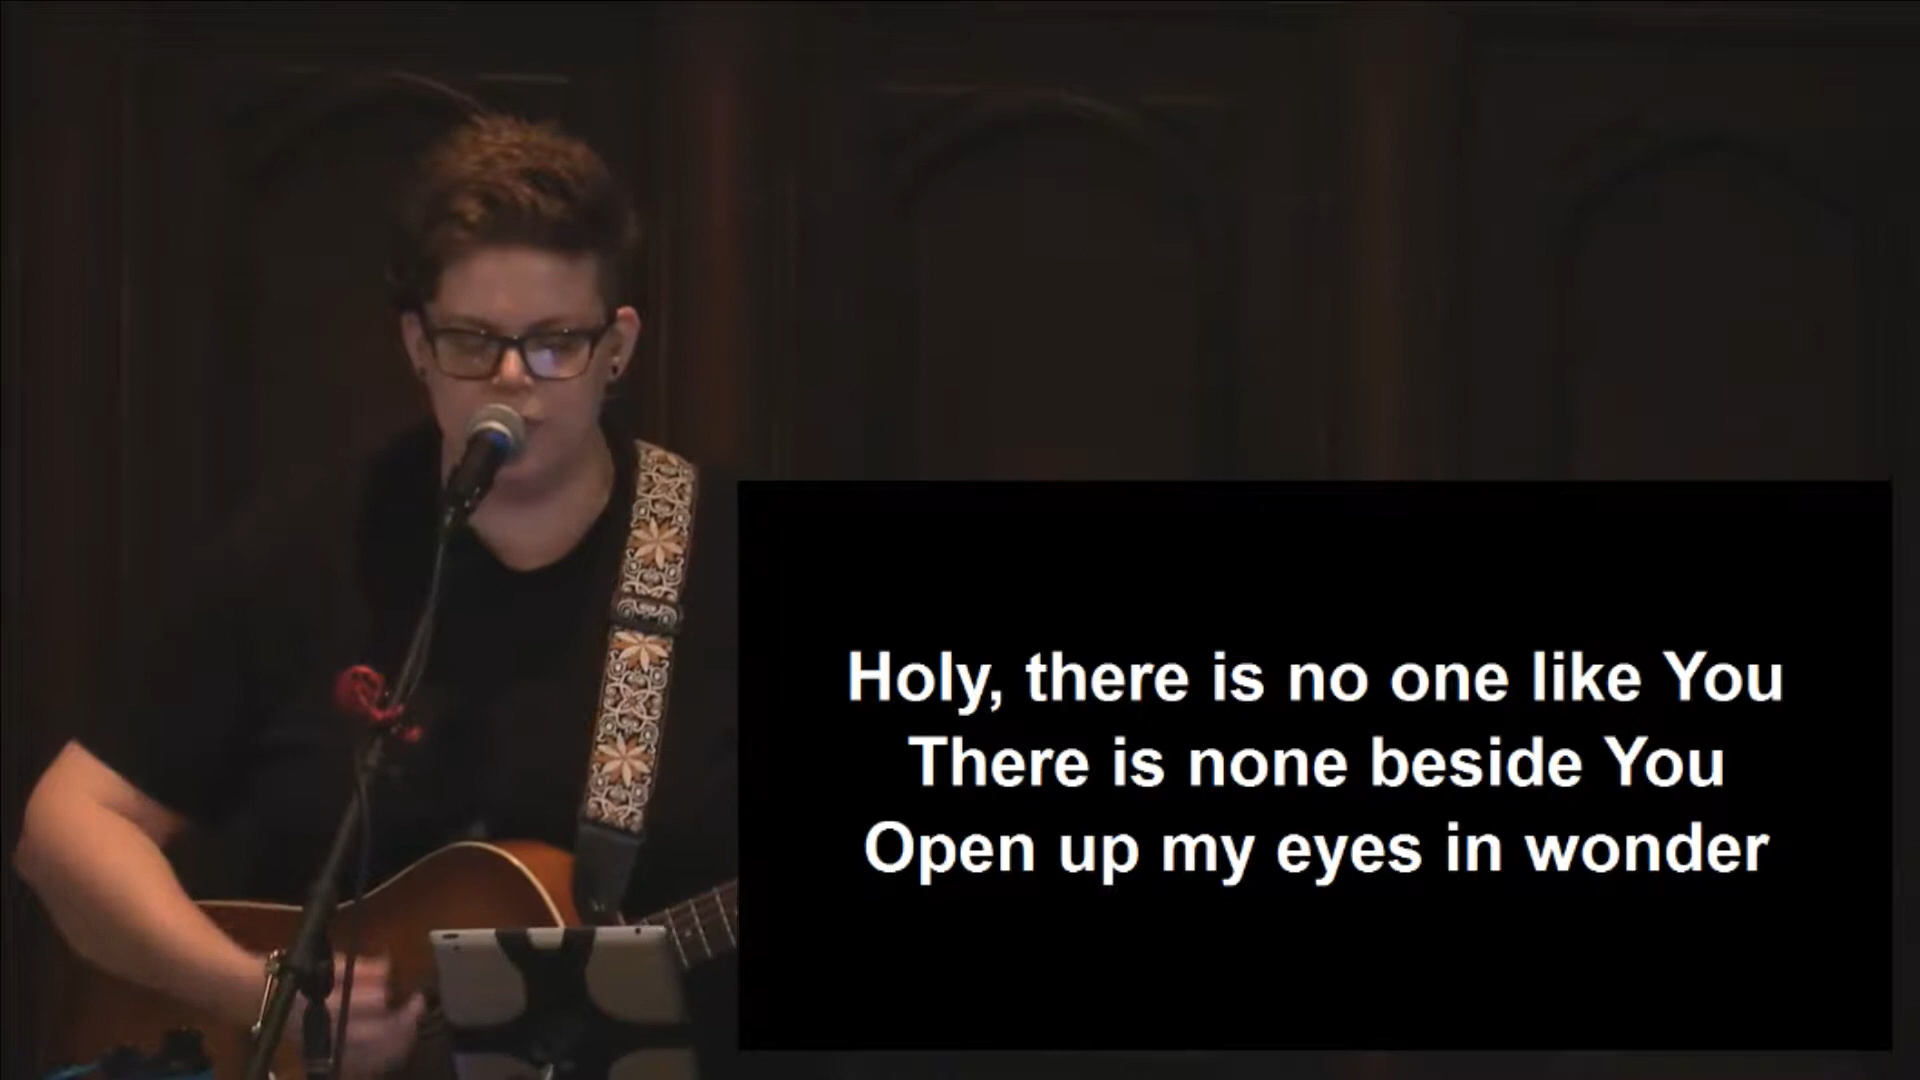 Holy, there is no one like You
There is none beside You
Open up my eyes in wonder